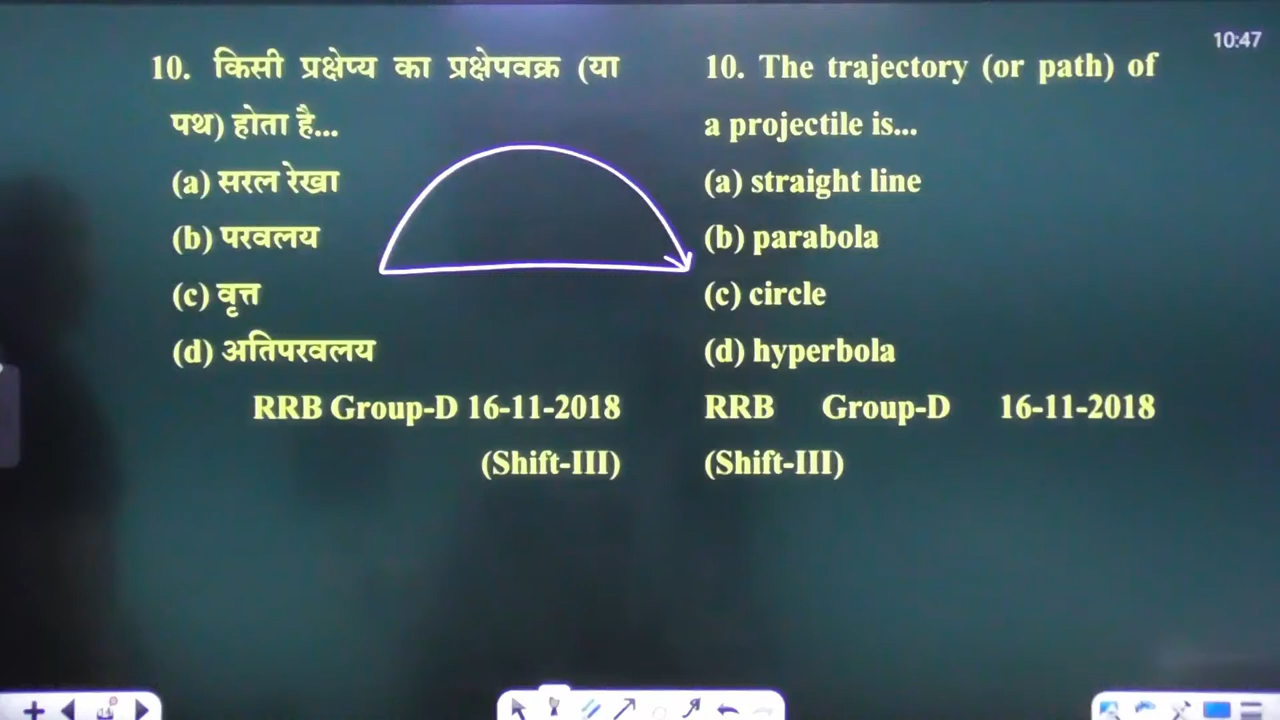 10:47
10. किसी प्रक्षेप्य का प्रक्षेपवक्र (या
पथ) होता है...
(a) सरल रेखा
(b) परवलय
(c) वृत्त
(d) अतिपरवलय
RRB Group-D 16-11-2018
(Shift-III)
10. The trajectory (or path) of
a projectile is...
(a) straight line
(b) parabola
(c) circle
(d) hyperbola
RRB Group-D 16-11-2018
(Shift-III)